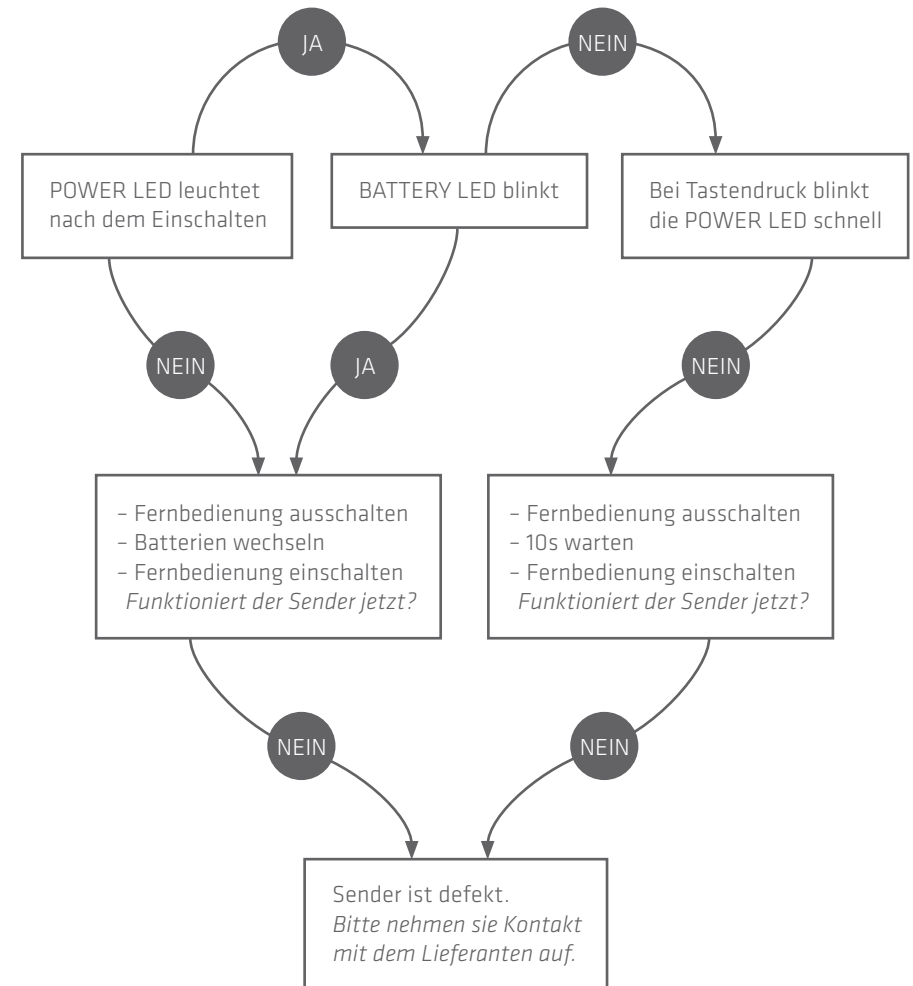 JA
NEIN
POWER LED leuchtet
nach dem Einschalten
BATTERY LED blinkt
Bei Tastendruck blinkt
die POWER LED schnell
NEIN
JA
NEIN
– Fernbedienung ausschalten
– Batterien wechseln
– Fernbedienung einschalten
Funktioniert der Sender jetzt?
– Fernbedienung ausschalten
– 10s warten
– Fernbedienung einschalten
Funktioniert der Sender jetzt?
NEIN
NEIN
Sender ist defekt.
Bitte nehmen sie Kontakt
mit dem Lieferanten auf.